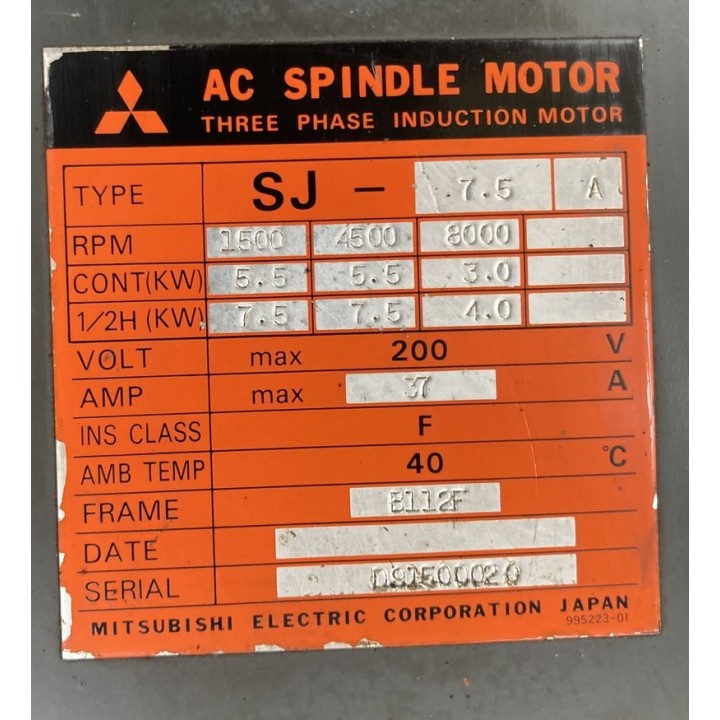 AC SPINDLE MOTOR
THREE PHASE INDUCTION MOTOR
TYPE SJ - 7.5 A
RPM 1500 4500 8000
CONT(KW) 5.5 5.5 3.0
1/2H (KW) 7.5 7.5 4.0
VOLT max 200 V
AMP max 37 A
INS CLASS F
AMB TEMP 40 °C
FRAME B112F
DATE
SERIAL
MITSUBISHI ELECTRIC CORPORATION JAPAN
995223-01